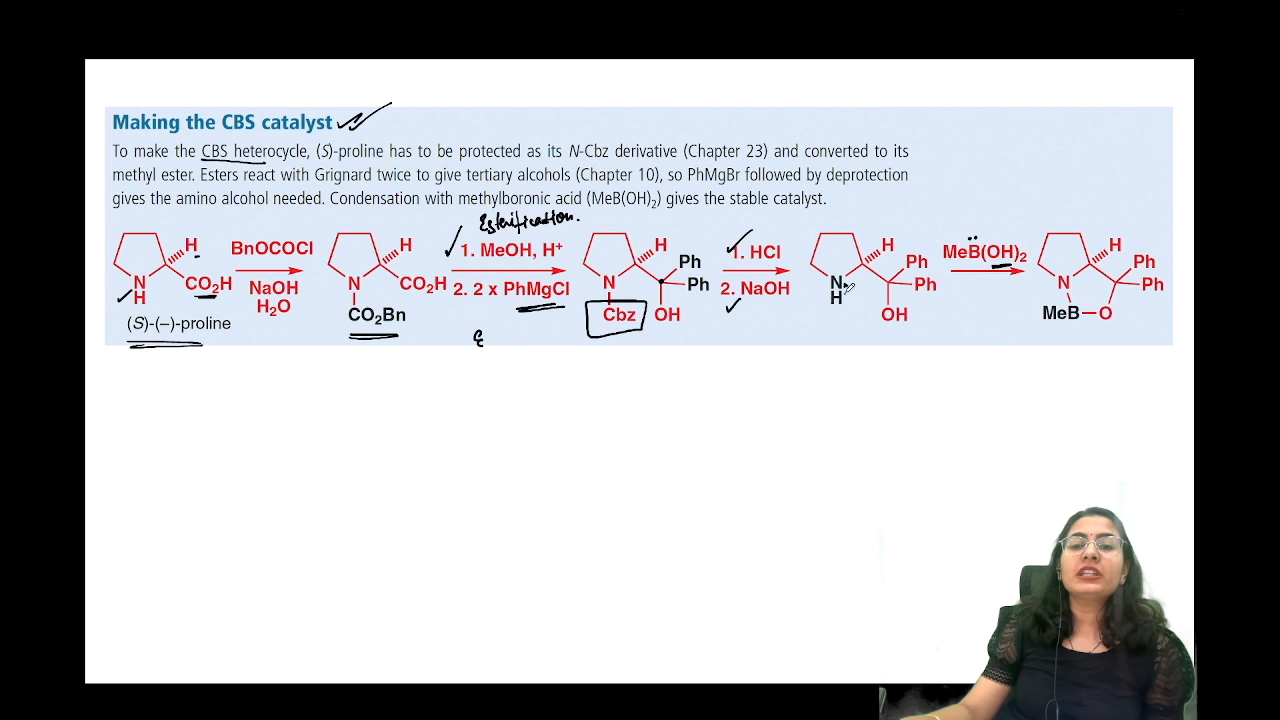 Making the CBS catalyst
To make the CBS heterocycle, (S)-proline has to be protected as its N-Cbz derivative (Chapter 23) and converted to its
methyl ester. Esters react with Grignard twice to give tertiary alcohols (Chapter 10), so PhMgBr followed by deprotection
gives the amino alcohol needed. Condensation with methylboronic acid (MeB(OH)₂) gives the stable catalyst.
Esterification.
H BnOCOCl H 1. MeOH, H⁺ H Ph 1. HCl H Ph MeB(OH)₂ H Ph
N H CO₂H NaOH N CO₂H 2. 2 x PhMgCl N Ph 2. NaOH N H Ph N Ph
H₂O CO₂Bn Cbz OH OH MeB O
(S)-(–)-proline